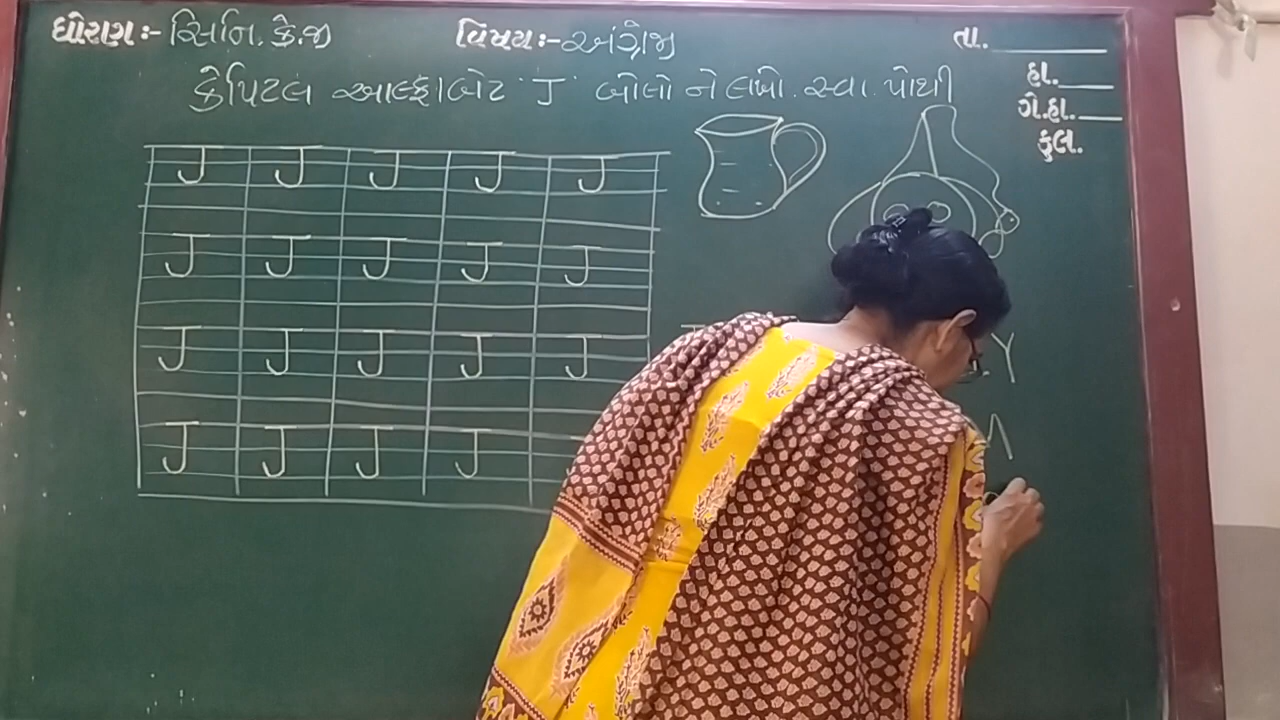 ધોરણ:- સિનિ. કે.જી વિષય:- અંગ્રેજી તા.
કેપિટલ આલ્ફાબેટ 'J' બોલો ને લખો. સ્વા. પોથી
હા.
ગે.હા.
કુલ.
J J J J J
J J J J J
J J J J J
J J J J
Y